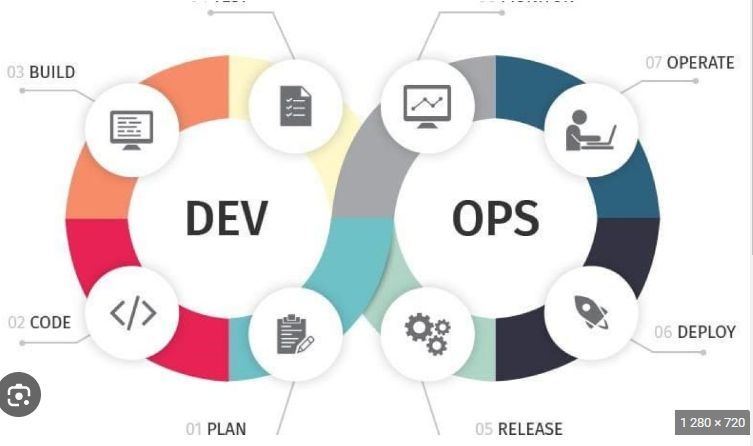 03 BUILD
07 OPERATE
DEV
OPS
</>
02 CODE
06 DEPLOY
01 PLAN
05 RELEASE
1 280 × 720